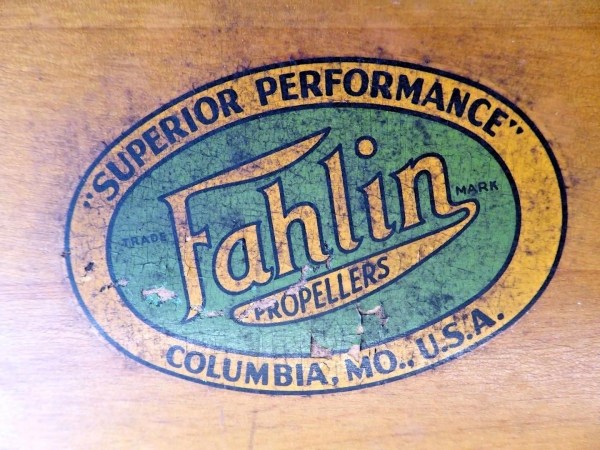 "SUPERIOR PERFORMANCE"
TRADE MARK
Fahlin
PROPELLERS
COLUMBIA, MO., U.S.A.